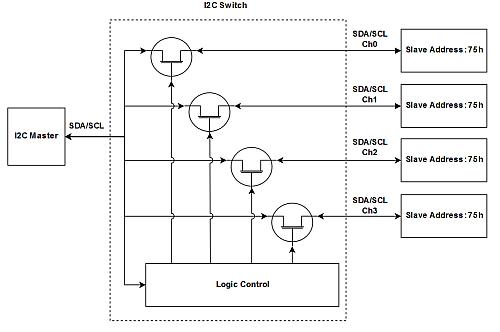 I2C Switch
SDA/SCL
Ch0
Slave Address: 75h
SDA/SCL
Ch1
Slave Address: 75h
I2C Master
SDA/SCL
SDA/SCL
Ch2
Slave Address: 75h
SDA/SCL
Ch3
Slave Address: 75h
Logic Control